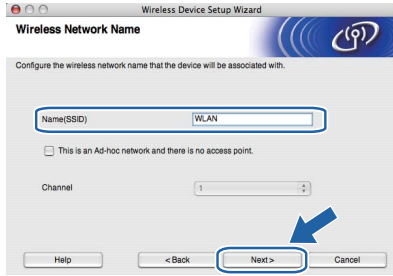 Wireless Device Setup Wizard
Wireless Network Name
Configure the wireless network name that the device will be associated with.
Name(SSID) WLAN
This is an Ad-hoc network and there is no access point.
Channel 1
Help < Back Next > Cancel